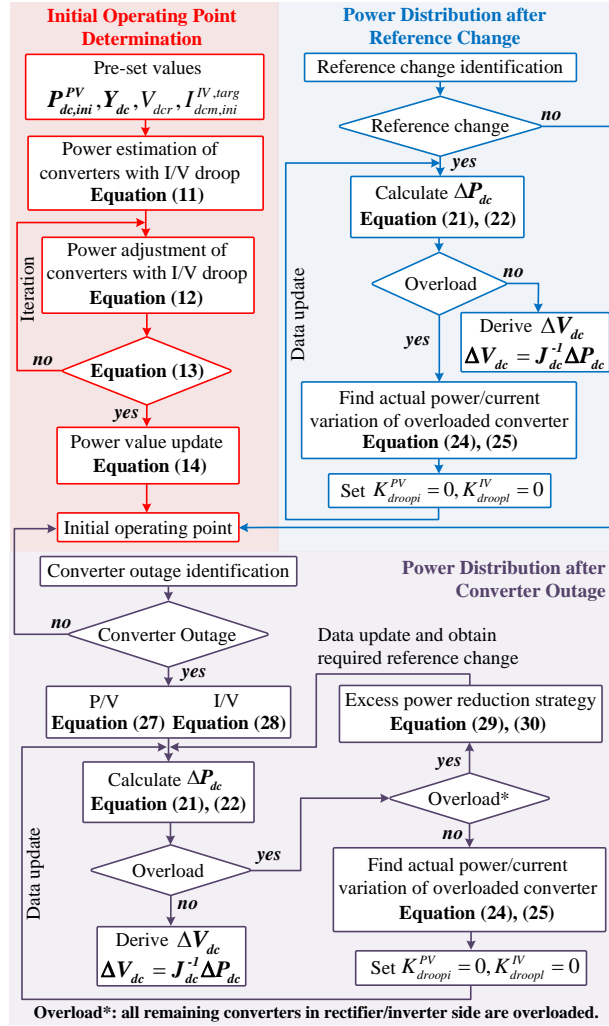 Initial Operating Point
Determination
Pre-set values
P_{dc,ini}^{PV}, Y_{dc}, V_{dcr}, I_{dcm,ini}^{IV,targ}
Power estimation of
converters with I/V droop
Equation (11)
Iteration
Power adjustment of
converters with I/V droop
Equation (12)
no
Equation (13)
yes
Power value update
Equation (14)
Initial operating point
Power Distribution after
Reference Change
Reference change identification
Reference change
no
yes
Data update
Calculate ΔP_{dc}
Equation (21), (22)
Overload
no
yes
Derive ΔV_{dc}
ΔV_{dc} = J_{dc}^{-1}ΔP_{dc}
Find actual power/current
variation of overloaded converter
Equation (24), (25)
Set K_{droopi}^{PV} = 0, K_{droopl}^{IV} = 0
Power Distribution after
Converter Outage
Converter outage identification
no
Converter Outage
yes
P/V I/V
Equation (27) Equation (28)
Data update and obtain
required reference change
Excess power reduction strategy
Equation (29), (30)
yes
Overload*
no
Data update
Calculate ΔP_{dc}
Equation (21), (22)
Overload
yes
no
Derive ΔV_{dc}
ΔV_{dc} = J_{dc}^{-1}ΔP_{dc}
Find actual power/current
variation of overloaded converter
Equation (24), (25)
Set K_{droopi}^{PV} = 0, K_{droopl}^{IV} = 0
Overload*: all remaining converters in rectifier/inverter side are overloaded.